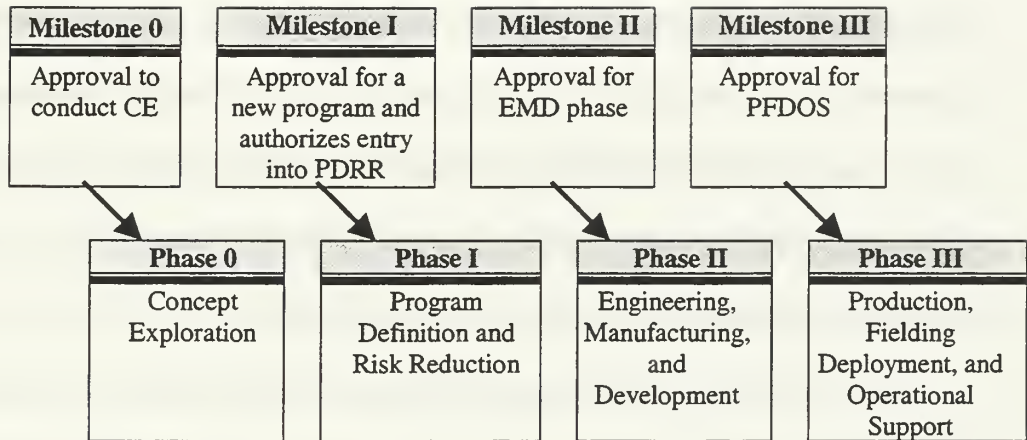 Milestone 0
Approval to
conduct CE
Milestone I
Approval for a
new program and
authorizes entry
into PDRR
Milestone II
Approval for
EMD phase
Milestone III
Approval for
PFDOS
Phase 0
Concept
Exploration
Phase I
Program
Definition and
Risk Reduction
Phase II
Engineering,
Manufacturing,
and
Development
Phase III
Production,
Fielding
Deployment, and
Operational
Support